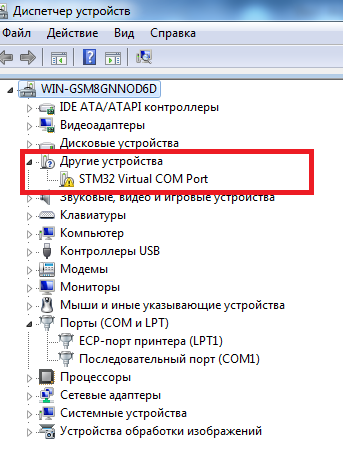 Диспетчер устройств
Файл Действие Вид Справка
WIN-GSM8GNNOD6D
IDE ATA/ATAPI контроллеры
Видеоадаптеры
Дисковые устройства
Другие устройства
STM32 Virtual COM Port
Звуковые, видео и игровые устройства
Клавиатуры
Компьютер
Контроллеры USB
Модемы
Мониторы
Мыши и иные указывающие устройства
Порты (COM и LPT)
ECP-порт принтера (LPT1)
Последовательный порт (COM1)
Процессоры
Сетевые адаптеры
Системные устройства
Устройства обработки изображений